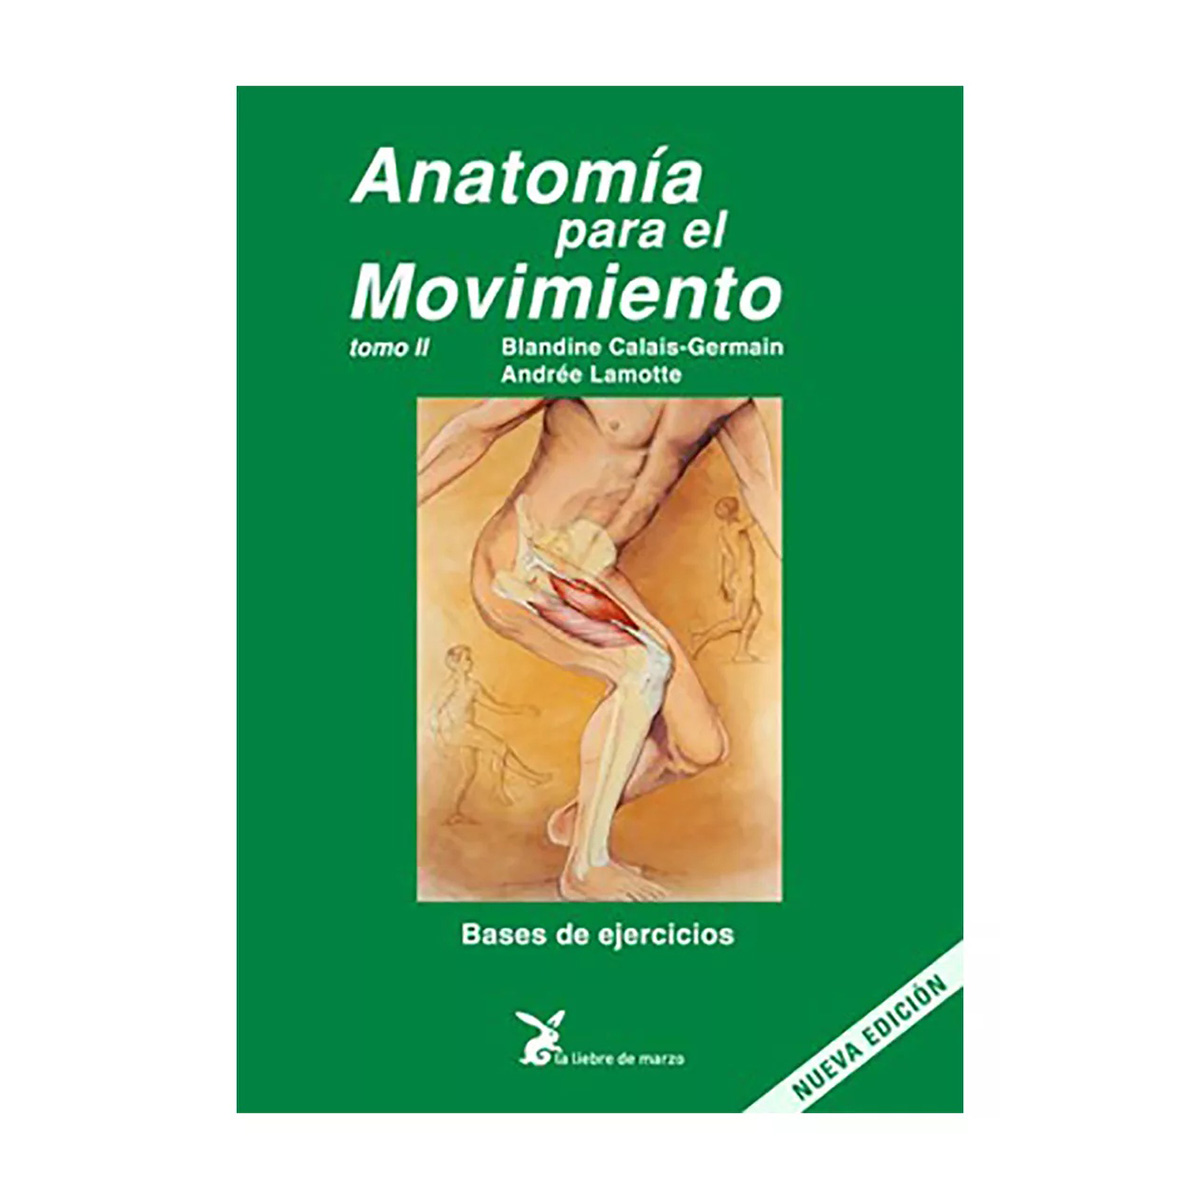 Anatomía
para el
Movimiento
tomo II
Blandine Calais-Germain
Andrée Lamotte
Bases de ejercicios
la liebre de marzo
NUEVA EDICIÓN